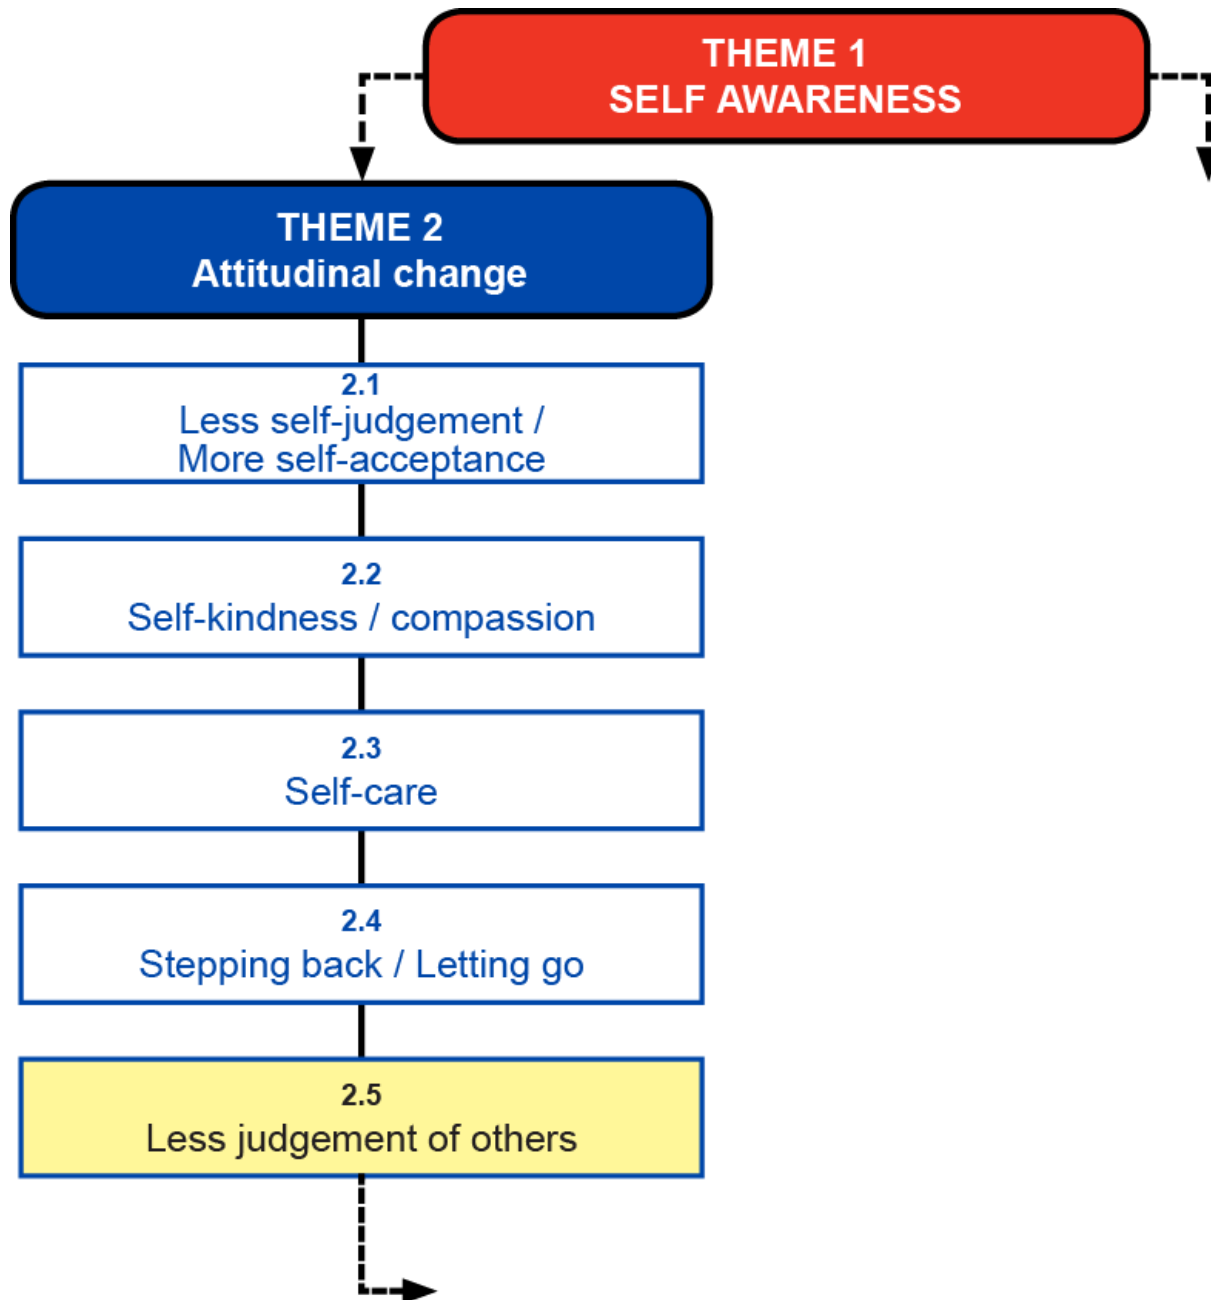 THEME 1
SELF AWARENESS
THEME 2
Attitudinal change
2.1
Less self-judgement /
More self-acceptance
2.2
Self-kindness / compassion
2.3
Self-care
2.4
Stepping back / Letting go
2.5
Less judgement of others